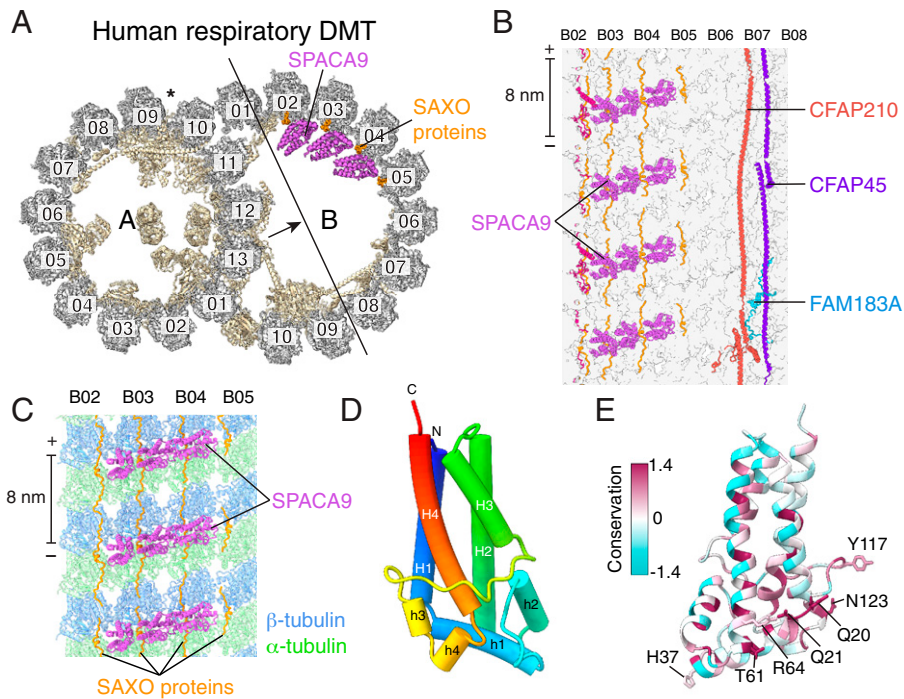 A
Human respiratory DMT
SPACA9
SAXO
proteins
*
01
02
03
04
05
06
07
08
09
10
01
02
03
04
05
06
07
08
09
10
11
12
13
A
B
B
B02 B03 B04 B05 B06 B07 B08
+
8 nm
−
SPACA9
CFAP210
CFAP45
FAM183A
C
B02 B03 B04 B05
+
8 nm
−
SPACA9
β-tubulin
α-tubulin
SAXO proteins
D
C
N
H4
H3
H1
H2
h3
h4
h1
h2
E
Conservation
1.4
0
-1.4
Y117
N123
Q20
Q21
R64
T61
H37